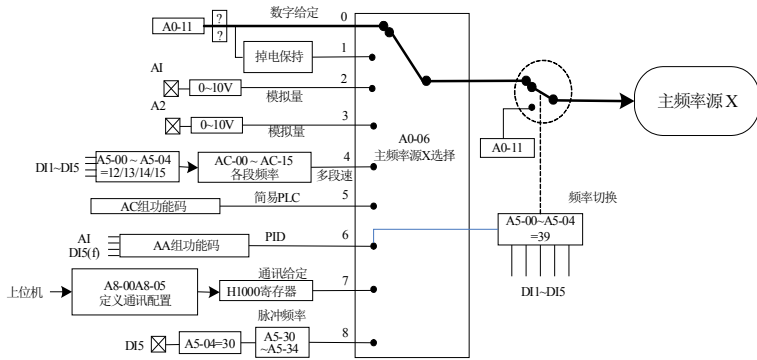 数字给定
0
A0-11
?
?
掉电保持
1
AI
0~10V
2
模拟量
A2
0~10V
3
模拟量
DI1~DI5
A5-00 ~ A5-04
=12/13/14/15
AC-00 ~ AC-15
各段频率
4
多段速
AC组功能码
简易PLC
5
AI
DI5(f)
AA组功能码
PID
6
上位机
A8-00A8-05
定义通讯配置
通讯给定
H1000寄存器
7
脉冲频率
DI5
A5-04=30
A5-30
~A5-34
8
A0-06
主频率源X选择
A0-11
主频率源 X
频率切换
A5-00~A5-04
=39
DI1~DI5